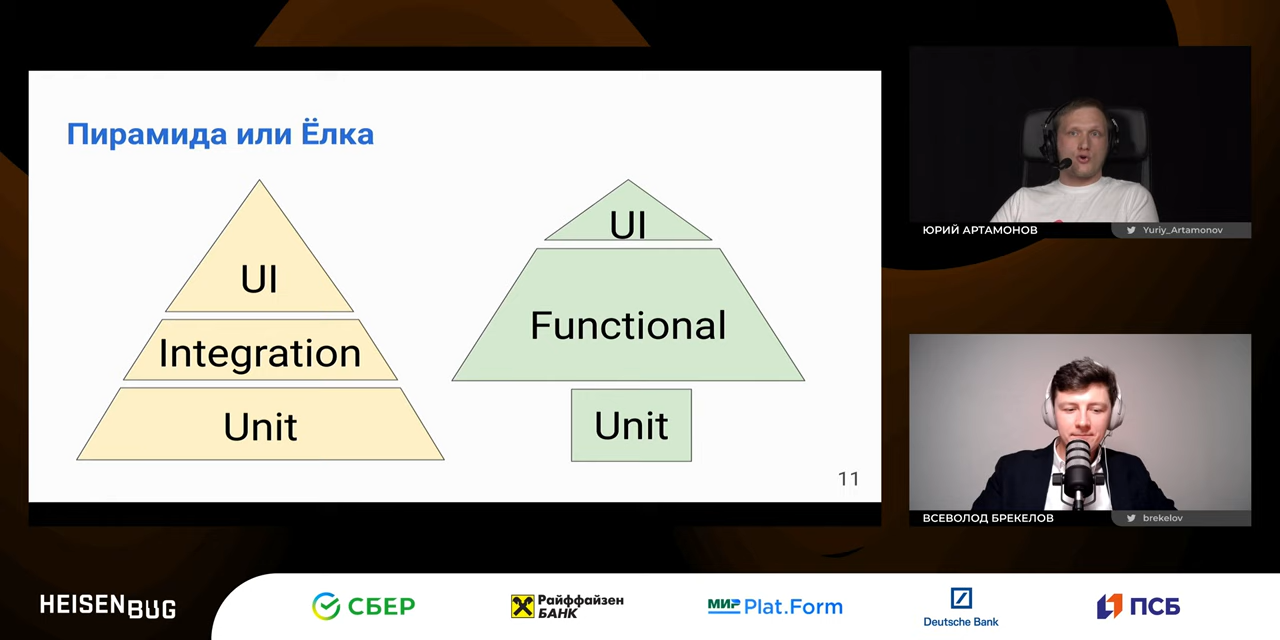 Пирамида или Ёлка
UI
Integration
Unit
UI
Functional
Unit
11
ЮРИЙ АРТАМОНОВ
Yuriy_Artamonov
ВСЕВОЛОД БРЕКЕЛОВ
brekelov
HEISENBUG
СБЕР
Райффайзен
БАНК
МИР Plat.Form
Deutsche Bank
ПСБ